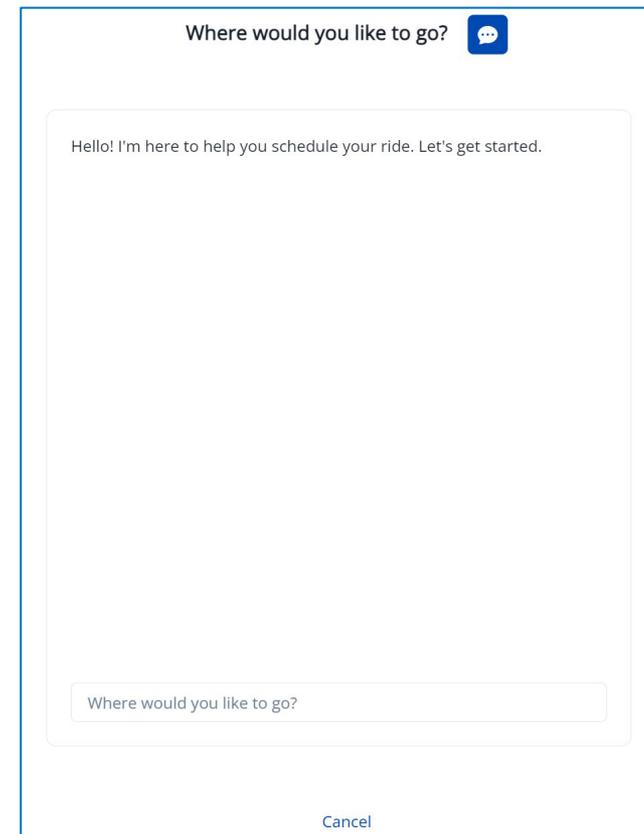 Where would you like to go?
Hello! I'm here to help you schedule your ride. Let's get started.
Where would you like to go?
Cancel